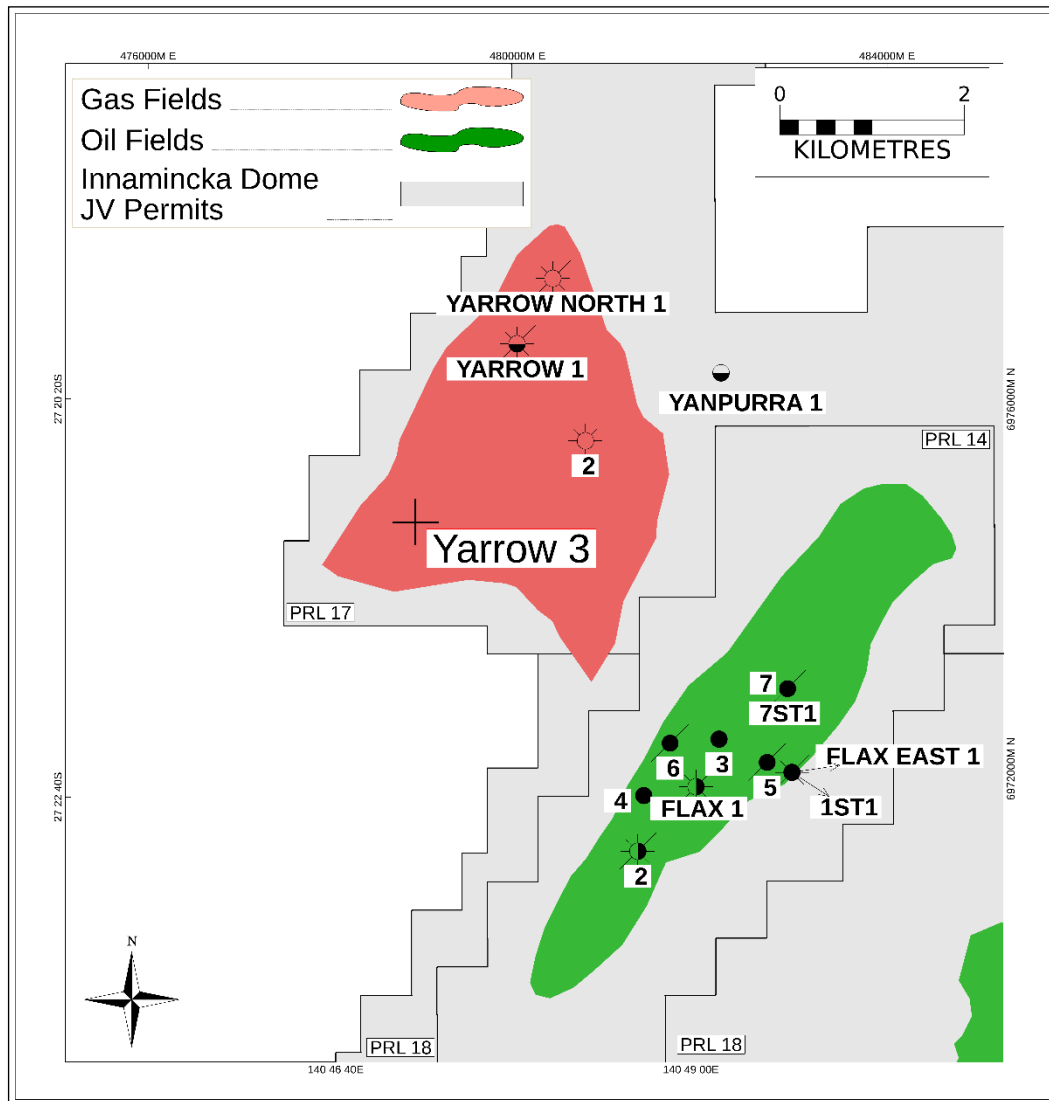 476000M E
480000M E
484000M E
Gas Fields
Oil Fields
Innamincka Dome
JV Permits
0
2
KILOMETRES
YARROW NORTH 1
YARROW 1
YANPURRA 1
27 20 20S
6976000M N
PRL 14
2
Yarrow 3
PRL 17
7
7ST1
FLAX EAST 1
6
3
5
4
FLAX 1
1ST1
27 22 40S
6972000M N
2
N
PRL 18
PRL 18
140 46 40E
140 49 00E